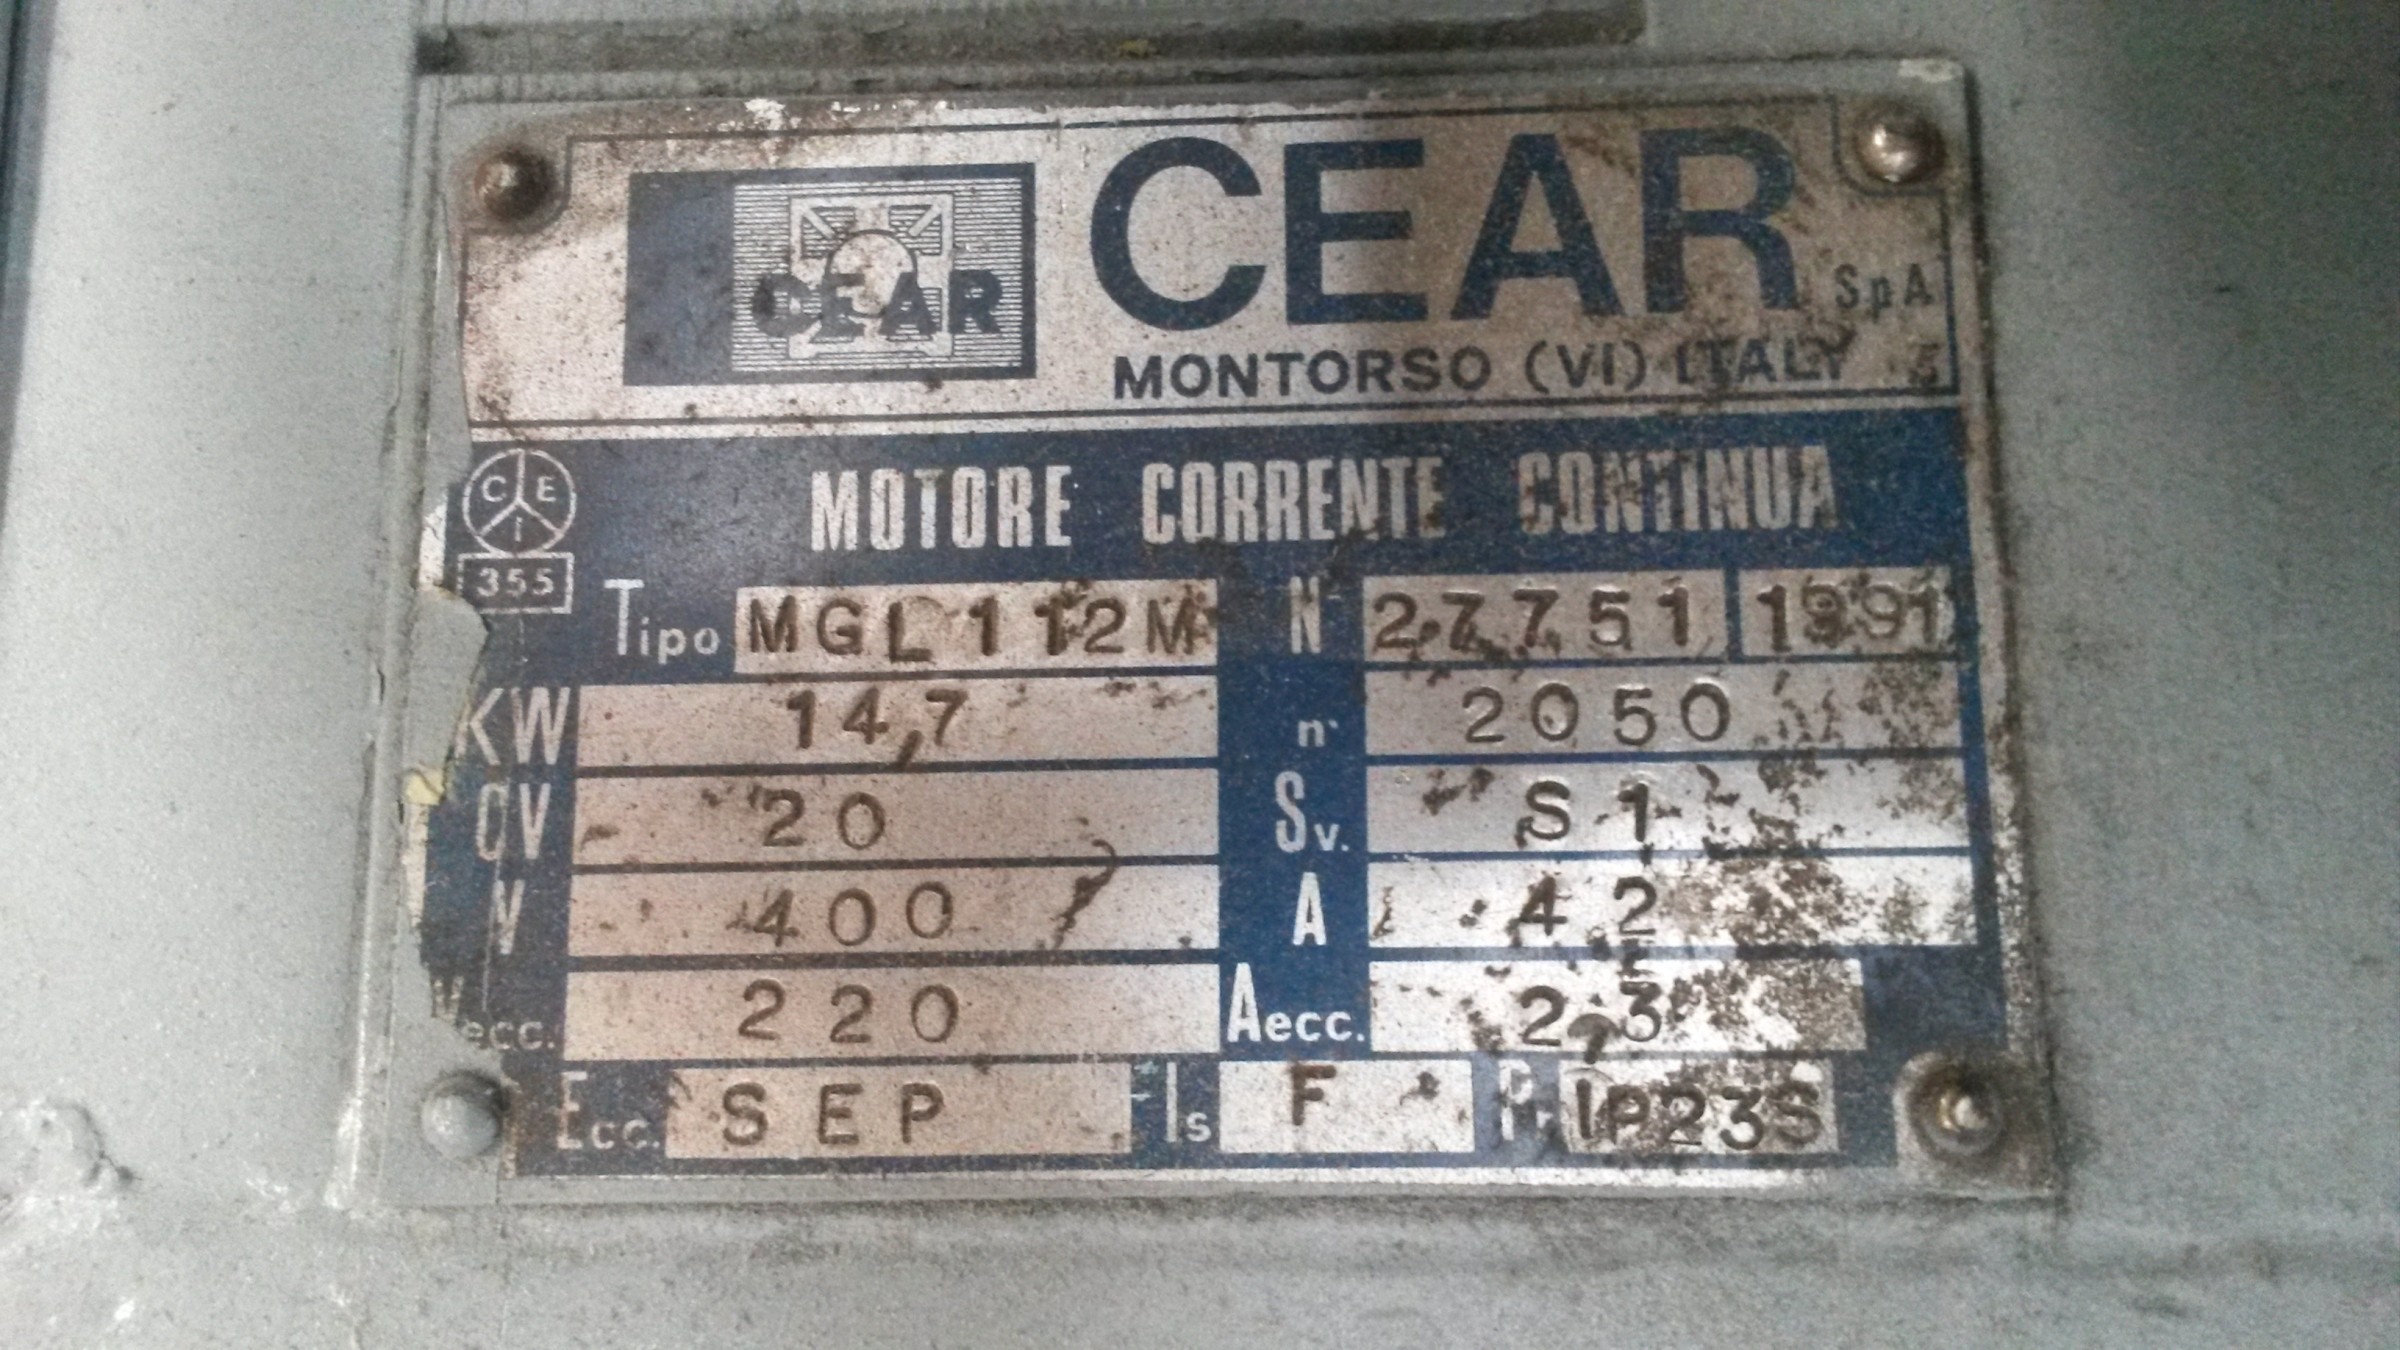 CEAR
CEAR SpA
MONTORSO (VI) ITALY
C E I
355
MOTORE CORRENTE CONTINUA
Tipo MGL 112M N° 27751 1991
KW 14,7 n° 2050
CV 20 Sv. S1
V 400 A 42
Vecc. 220 Aecc. 2,3
Ecc. SEP Is F Pr IP23S